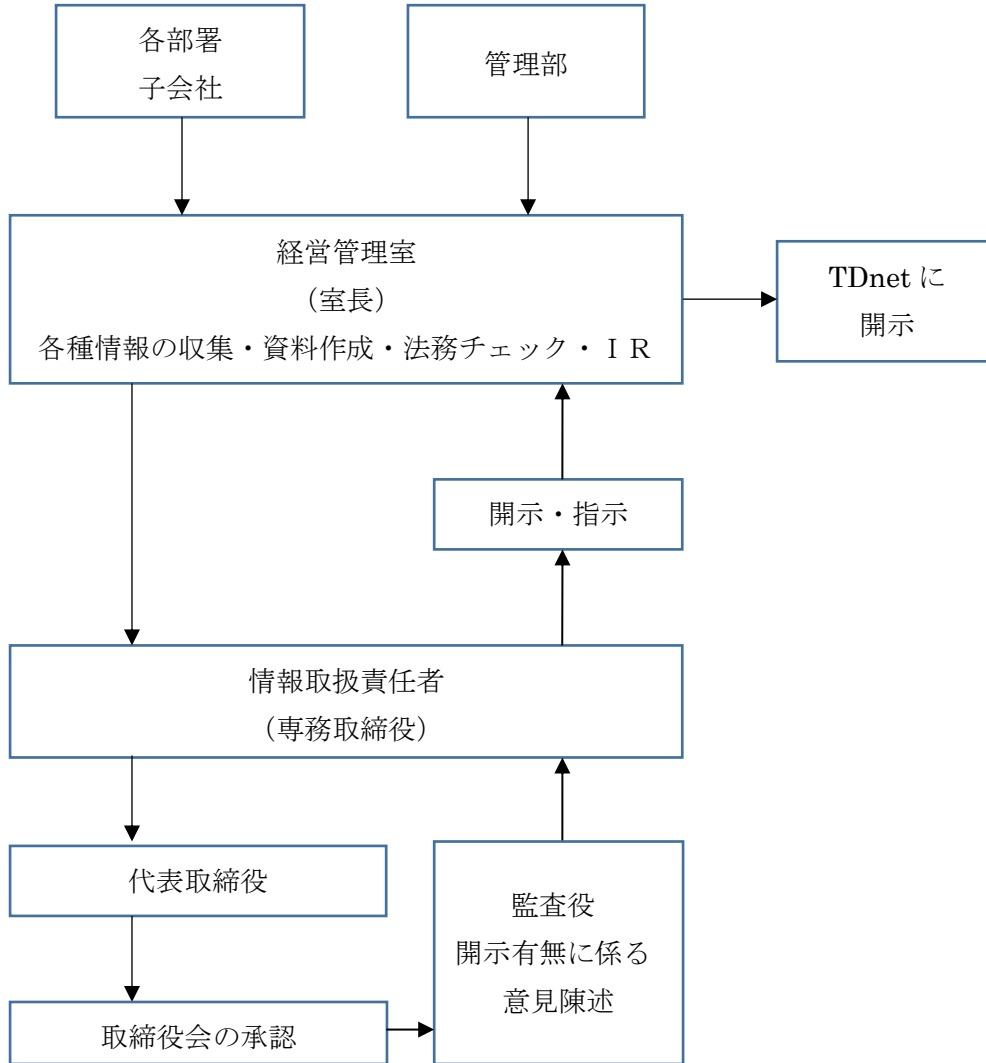 各部署
子会社
管理部
経営管理室
（室長）
各種情報の収集・資料作成・法務チェック・ＩＲ
TDnet に
開示
開示・指示
情報取扱責任者
（専務取締役）
代表取締役
監査役
開示有無に係る
意見陳述
取締役会の承認